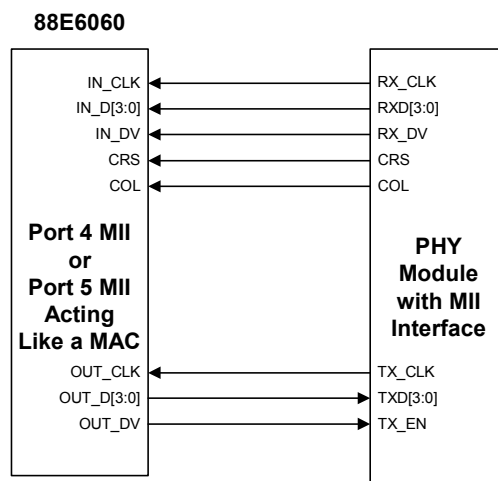 88E6060
IN_CLK
RX_CLK
IN_D[3:0]
RXD[3:0]
IN_DV
RX_DV
CRS
CRS
COL
COL
Port 4 MII
or
Port 5 MII
Acting
Like a MAC
PHY
Module
with MII
Interface
OUT_CLK
TX_CLK
OUT_D[3:0]
TXD[3:0]
OUT_DV
TX_EN